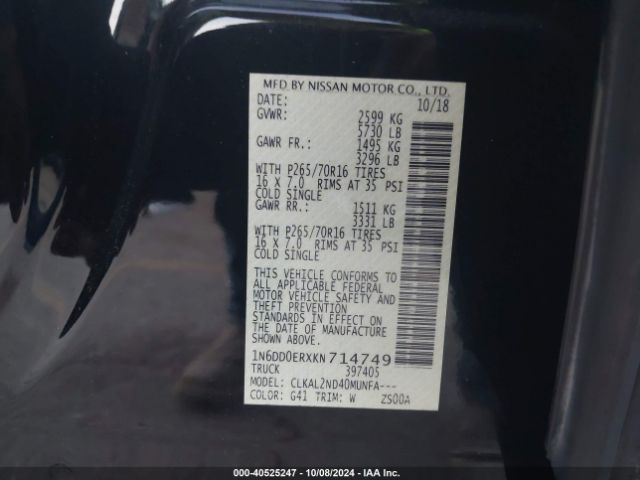 MFD BY NISSAN MOTOR CO., LTD.
DATE: 10/18
GVWR: 2599 KG
5730 LB
GAWR FR.: 1495 KG
3296 LB
WITH P265/70R16 TIRES
16 X 7.0 RIMS AT 35 PSI
COLD SINGLE
GAWR RR.: 1511 KG
3331 LB
WITH P265/70R16 TIRES
16 X 7.0 RIMS AT 35 PSI
COLD SINGLE
THIS VEHICLE CONFORMS TO
ALL APPLICABLE FEDERAL
MOTOR VEHICLE SAFETY AND
THEFT PREVENTION
STANDARDS IN EFFECT ON
THE DATE OF MANUFACTURE
SHOWN ABOVE.
1N6DD0ERXKN714749
TRUCK 397405
MODEL: CLKAL2ND40MUNFA---
COLOR: G41 TRIM: W ZS00A
000-40525247 - 10/08/2024 - IAA Inc.